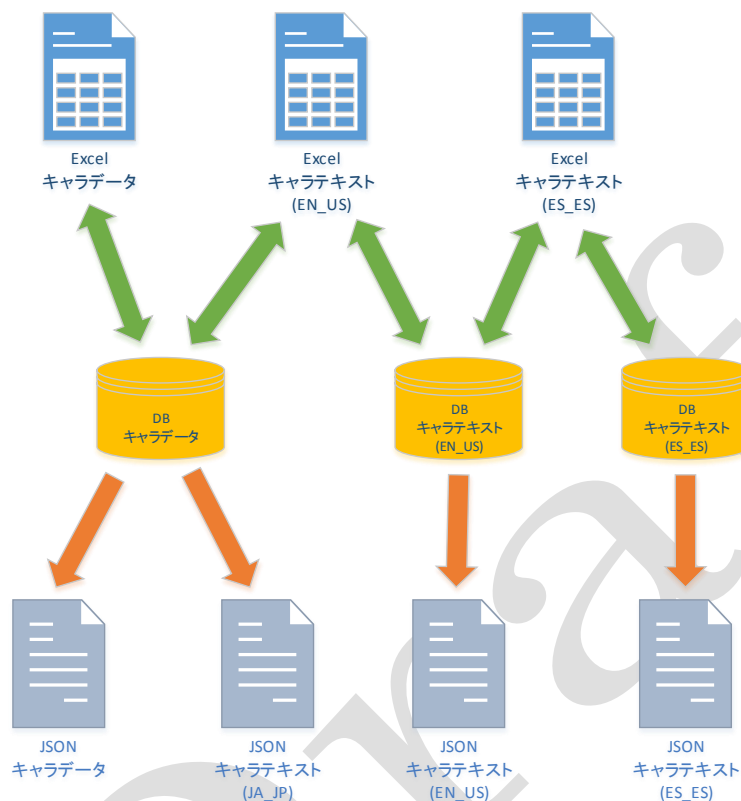 Excel
キャラデータ
Excel
キャラテキスト
(EN_US)
Excel
キャラテキスト
(ES_ES)
DB
キャラデータ
DB
キャラテキスト
(EN_US)
DB
キャラテキスト
(ES_ES)
JSON
キャラデータ
JSON
キャラテキスト
(JA_JP)
JSON
キャラテキスト
(EN_US)
JSON
キャラテキスト
(ES_ES)